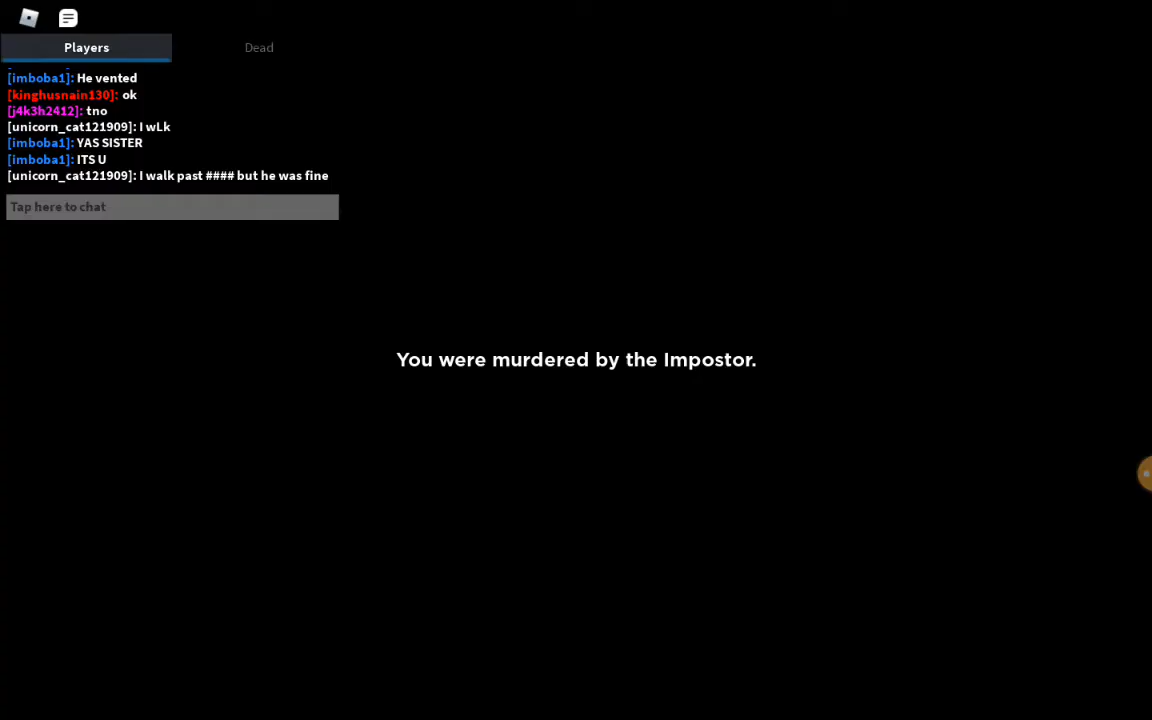 Players
Dead
[imboba1]: He vented
[kinghusnain130]: ok
[j4k3h2412]: tno
[unicorn_cat121909]: I wLk
[imboba1]: YAS SISTER
[imboba1]: ITS U
[unicorn_cat121909]: I walk past #### but he was fine
Tap here to chat
You were murdered by the Impostor.